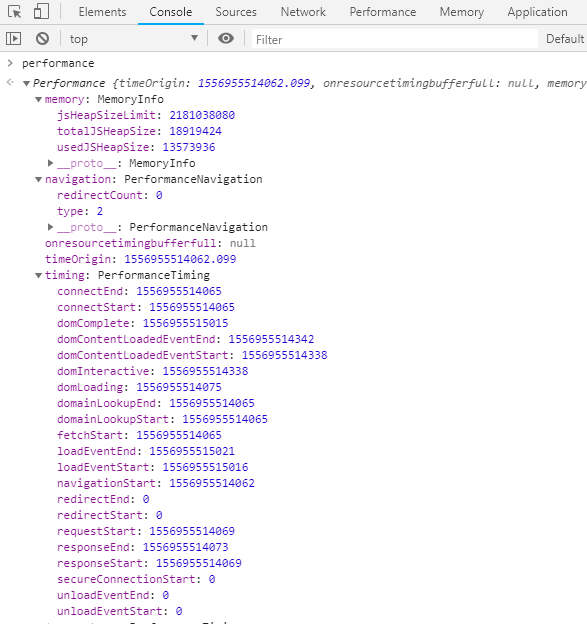 Elements Console Sources Network Performance Memory Application
top Filter Default
performance
Performance {timeOrigin: 1556955514062.099, onresourcetimingbufferfull: null, memory
memory: MemoryInfo
jsHeapSizeLimit: 2181038080
totalJSHeapSize: 18919424
usedJSHeapSize: 13573936
__proto__: MemoryInfo
navigation: PerformanceNavigation
redirectCount: 0
type: 2
__proto__: PerformanceNavigation
onresourcetimingbufferfull: null
timeOrigin: 1556955514062.099
timing: PerformanceTiming
connectEnd: 1556955514065
connectStart: 1556955514065
domComplete: 1556955515015
domContentLoadedEventEnd: 1556955514342
domContentLoadedEventStart: 1556955514338
domInteractive: 1556955514338
domLoading: 1556955514075
domainLookupEnd: 1556955514065
domainLookupStart: 1556955514065
fetchStart: 1556955514065
loadEventEnd: 1556955515021
loadEventStart: 1556955515016
navigationStart: 1556955514062
redirectEnd: 0
redirectStart: 0
requestStart: 1556955514069
responseEnd: 1556955514073
responseStart: 1556955514069
secureConnectionStart: 0
unloadEventEnd: 0
unloadEventStart: 0